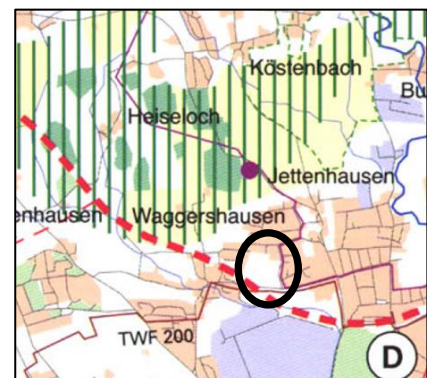 Köstenbach
Bu
Heiseloch
Jettenhausen
enhausen
Waggershausen
TWF 200
D